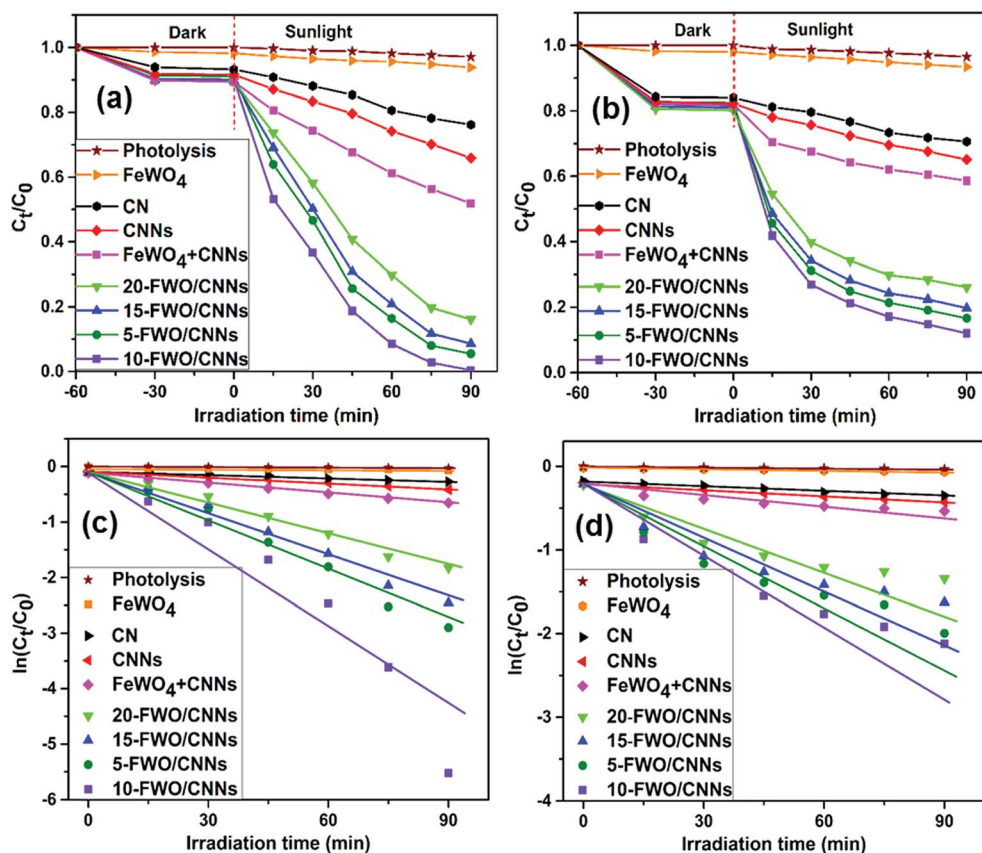 Dark Sunlight
(a)
Photolysis
FeWO4
CN
CNNs
FeWO4+CNNs
20-FWO/CNNs
15-FWO/CNNs
5-FWO/CNNs
10-FWO/CNNs
Ct/C0
1.0
0.8
0.6
0.4
0.2
0.0
-60 -30 0 30 60 90
Irradiation time (min)
Dark Sunlight
(b)
Photolysis
FeWO4
CN
CNNs
FeWO4+CNNs
20-FWO/CNNs
15-FWO/CNNs
5-FWO/CNNs
10-FWO/CNNs
Ct/C0
1.0
0.8
0.6
0.4
0.2
0.0
-60 -30 0 30 60 90
Irradiation time (min)
(c)
Photolysis
FeWO4
CN
CNNs
FeWO4+CNNs
20-FWO/CNNs
15-FWO/CNNs
5-FWO/CNNs
10-FWO/CNNs
ln(Ct/C0)
0
-1
-2
-3
-4
-5
-6
0 30 60 90
Irradiation time (min)
(d)
Photolysis
FeWO4
CN
CNNs
FeWO4+CNNs
20-FWO/CNNs
15-FWO/CNNs
5-FWO/CNNs
10-FWO/CNNs
ln(Ct/C0)
0
-1
-2
-3
-4
0 30 60 90
Irradiation time (min)